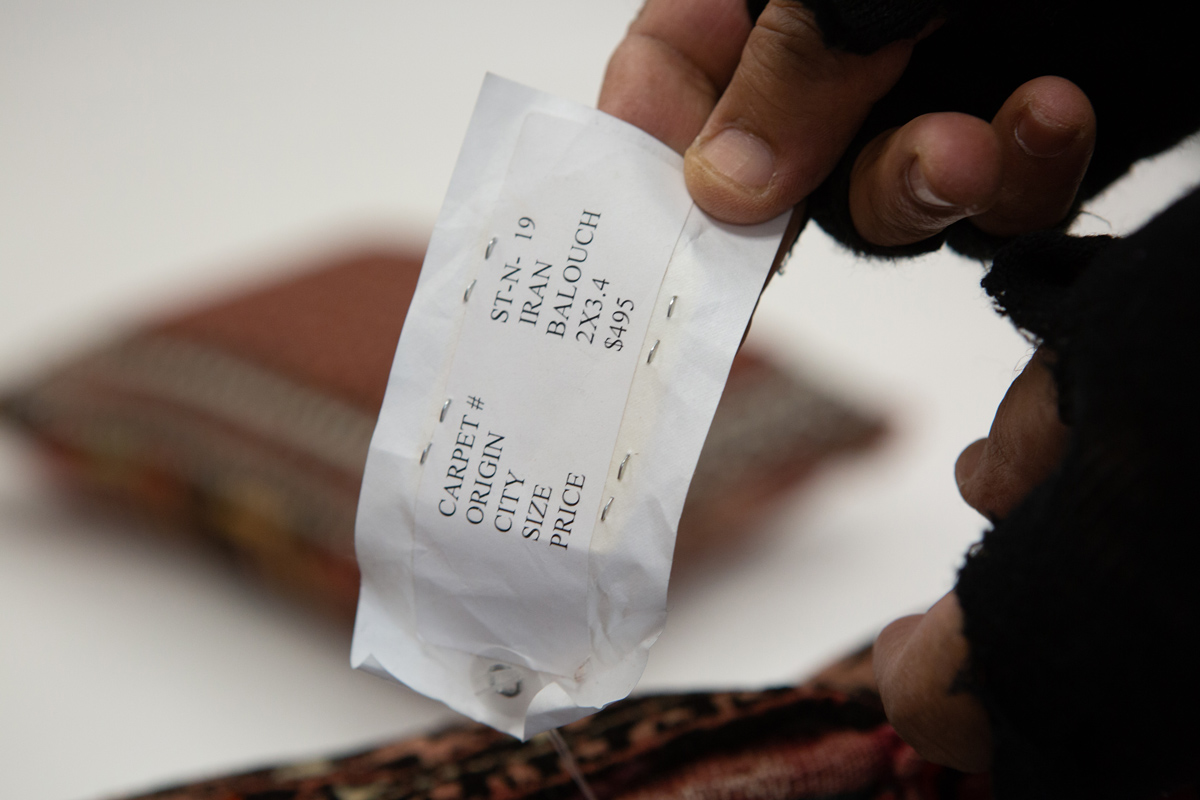 CARPET # ST-N- 19
ORIGIN IRAN
CITY BALOUCH
SIZE 2X3.4
PRICE $495